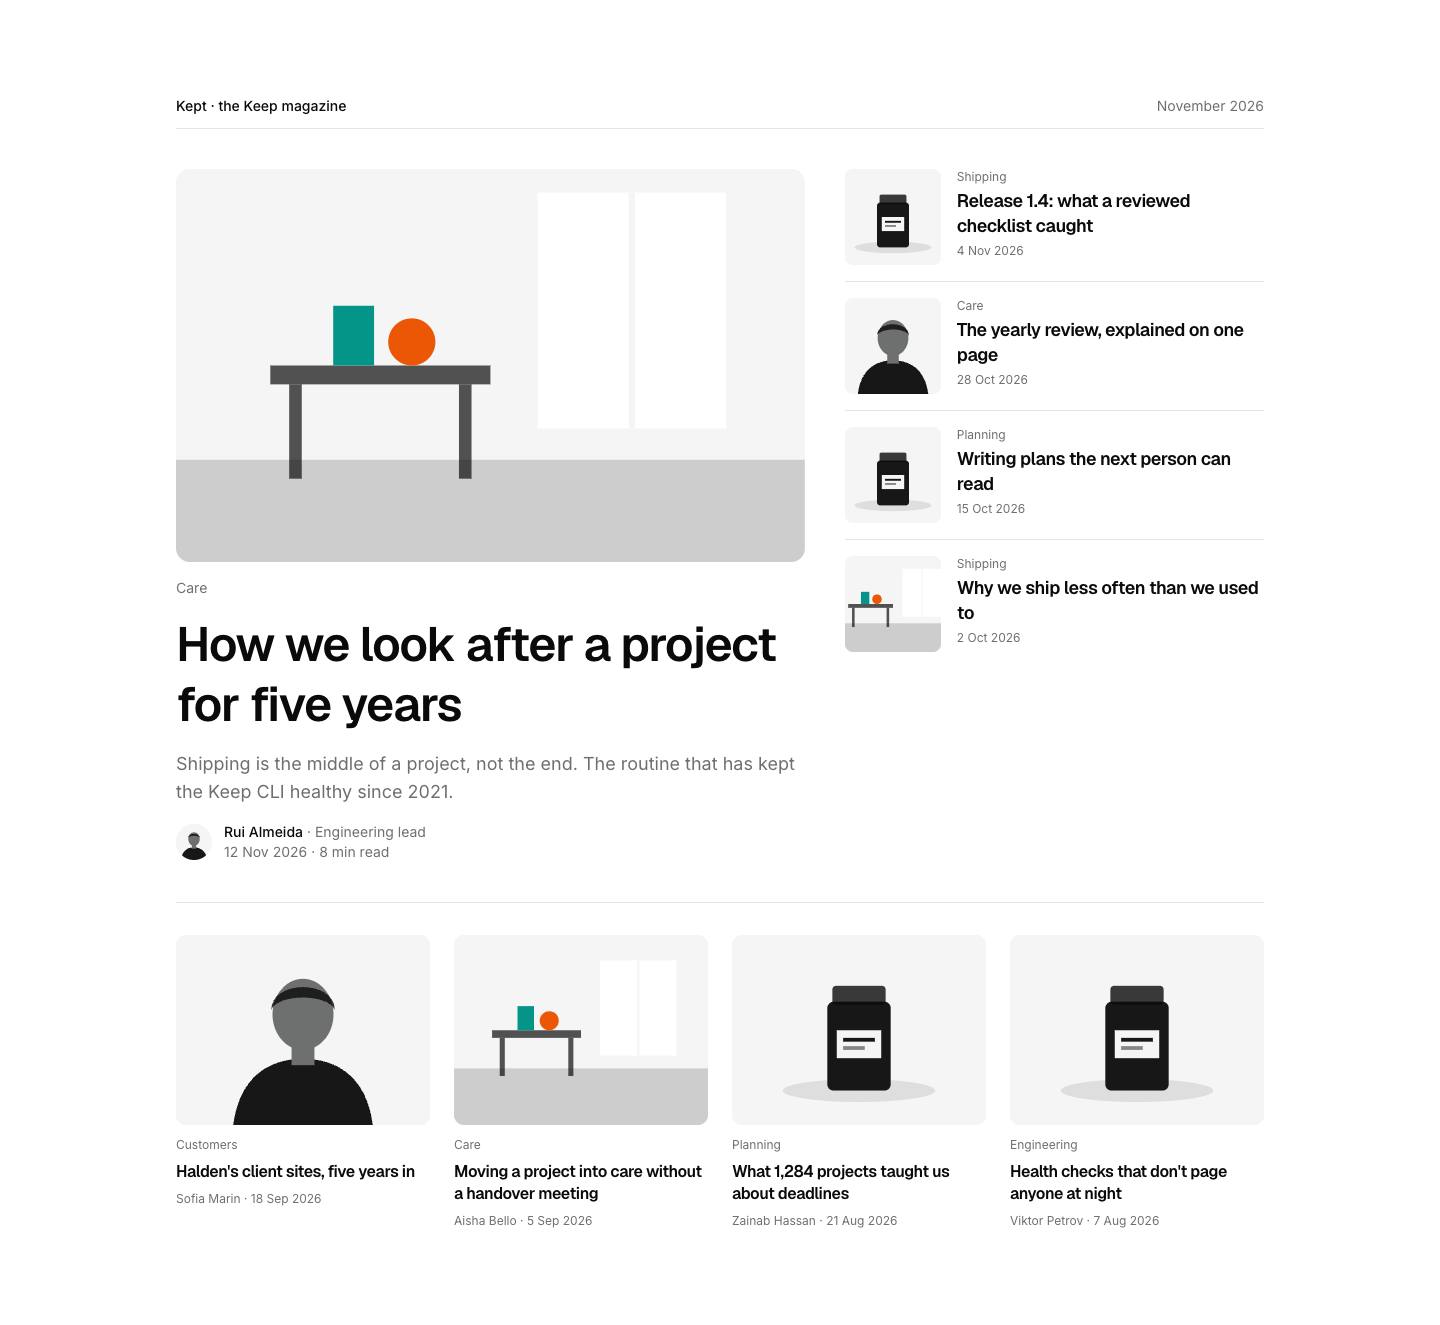 Kept · the Keep magazine
November 2026
Care
How we look after a project
for five years
Shipping is the middle of a project, not the end. The routine that has kept
the Keep CLI healthy since 2021.
Rui Almeida · Engineering lead
12 Nov 2026 · 8 min read
Shipping
Release 1.4: what a reviewed
checklist caught
4 Nov 2026
Care
The yearly review, explained on one
page
28 Oct 2026
Planning
Writing plans the next person can
read
15 Oct 2026
Shipping
Why we ship less often than we used
to
2 Oct 2026
Customers
Halden's client sites, five years in
Sofia Marin · 18 Sep 2026
Care
Moving a project into care without
a handover meeting
Aisha Bello · 5 Sep 2026
Planning
What 1,284 projects taught us
about deadlines
Zainab Hassan · 21 Aug 2026
Engineering
Health checks that don't page
anyone at night
Viktor Petrov · 7 Aug 2026